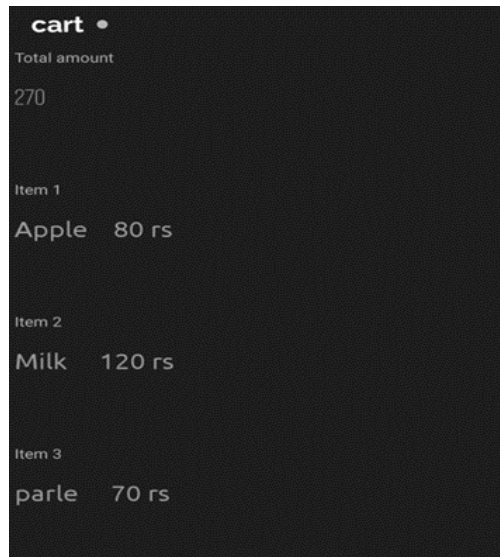 cart
Total amount
270
Item 1
Apple 80 rs
Item 2
Milk 120 rs
Item 3
parle 70 rs